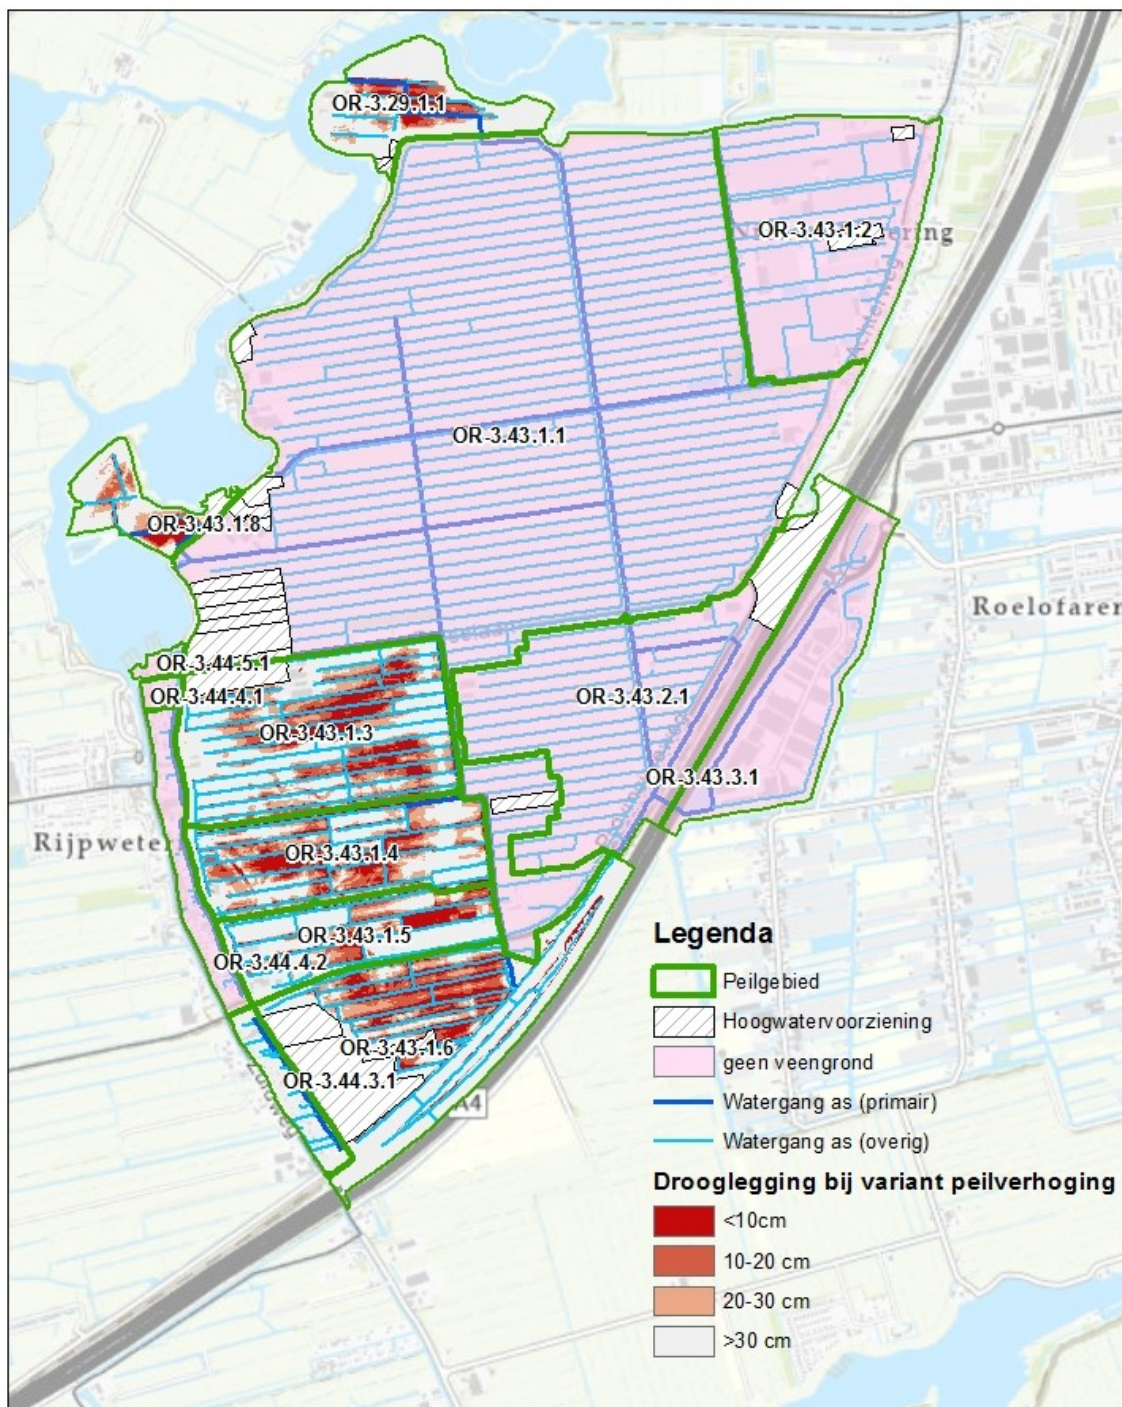 OR-3.29.1.1
OR-3.43.1.2
OR-3.43.1.1
OR-3.43.1.8
Roelofaren
OR-3.44.5.1
OR-3.44.4.1
OR-3.43.2.1
OR-3.43.1.3
OR-3.43.3.1
Rijpweteri
OR-3.43.1.4
OR-3.43.1.5
OR-3.44.4.2
OR-3.43.1.6
OR-3.44.3.1
Zuidweg
A4
Legenda
Peilgebied
Hoogwatervoorziening
geen veengrond
Watergang as (primair)
Watergang as (overig)
Drooglegging bij variant peilverhoging
<10cm
10-20 cm
20-30 cm
>30 cm